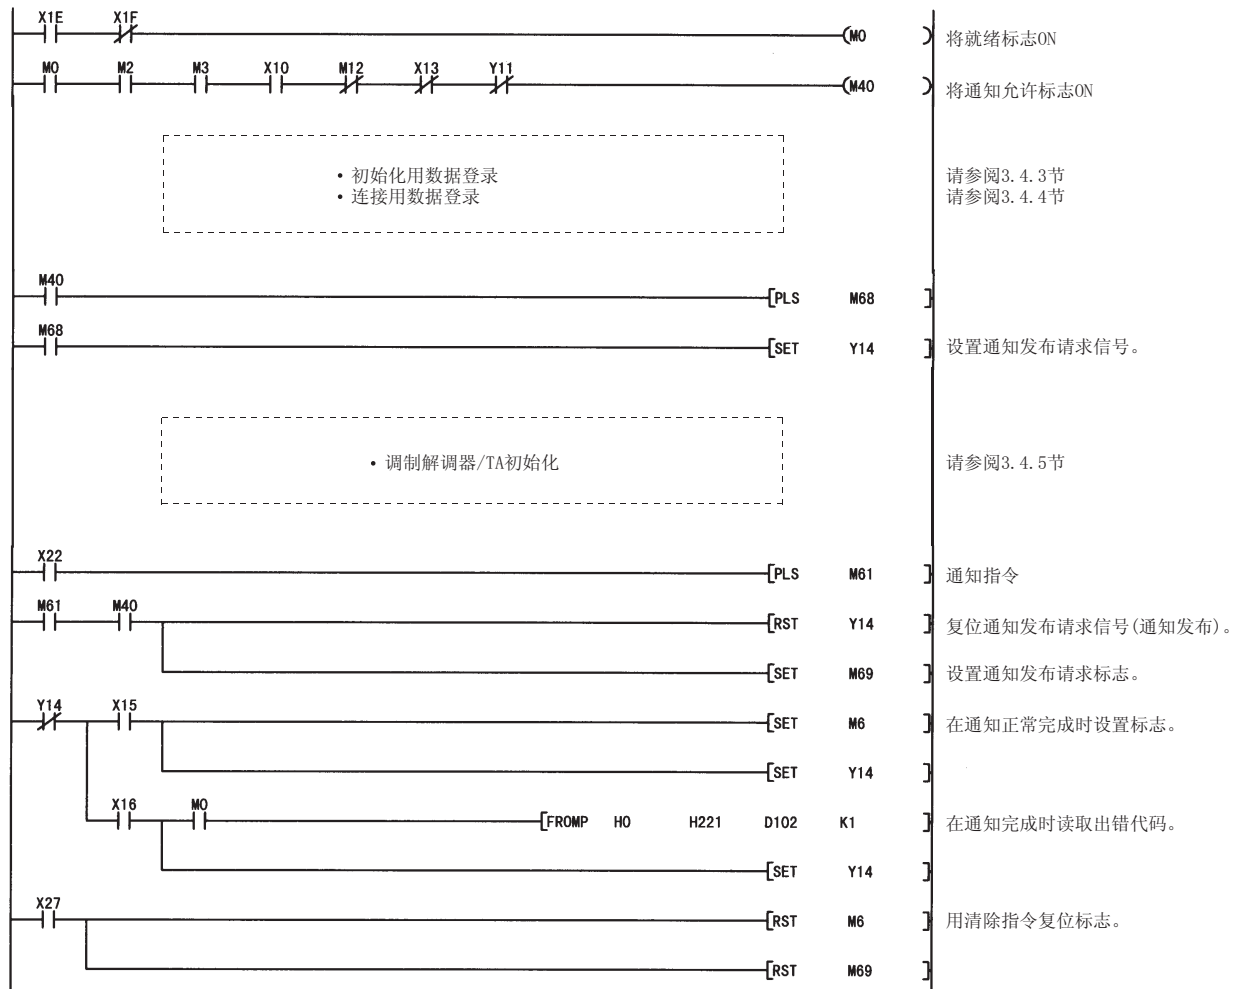 X1E X1F
(M0 ) 将就绪标志ON
M0 M2 M3 X10 M12 X13 Y11
(M40 ) 将通知允许标志ON
• 初始化用数据登录 请参阅3.4.3节
• 连接用数据登录 请参阅3.4.4节
M40
[PLS M68 ]
M68
[SET Y14 ] 设置通知发布请求信号。
• 调制解调器/TA初始化 请参阅3.4.5节
X22
[PLS M61 ] 通知指令
M61 M40
[RST Y14 ] 复位通知发布请求信号(通知发布)。
[SET M69 ] 设置通知发布请求标志。
Y14 X15
[SET M6 ] 在通知正常完成时设置标志。
[SET Y14 ]
X16 M0
[FROMP H0 H221 D102 K1 ] 在通知完成时读取出错代码。
[SET Y14 ]
X27
[RST M6 ] 用清除指令复位标志。
[RST M69 ]